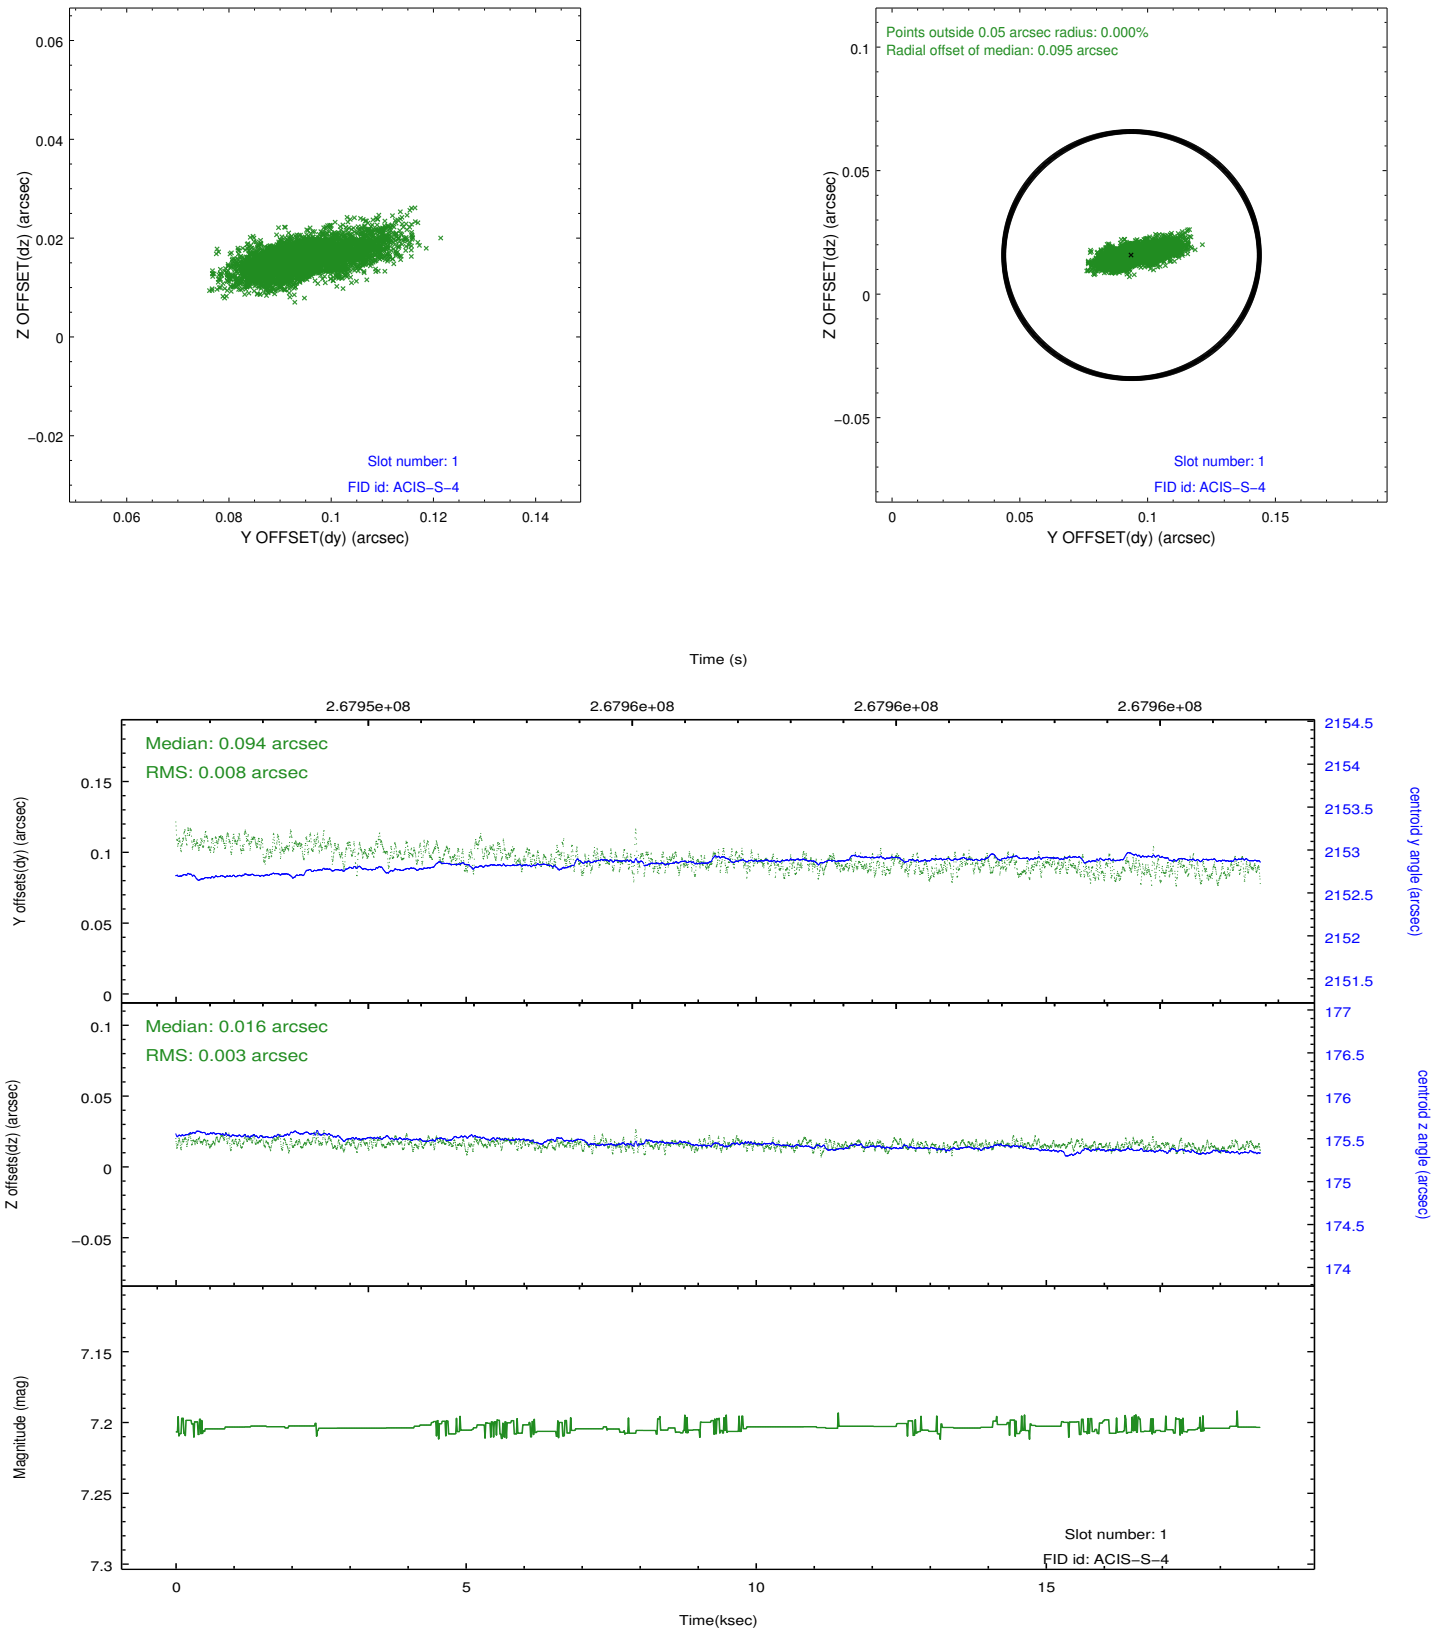 0.06
0.04
0.02
0
−0.02
Z OFFSET(dz) (arcsec)
Slot number: 1
FID id: ACIS−S−4
0.06 0.08 0.1 0.12 0.14
Y OFFSET(dy) (arcsec)
Points outside 0.05 arcsec radius: 0.000%
Radial offset of median: 0.095 arcsec
0.1
0.05
0
−0.05
Z OFFSET(dz) (arcsec)
Slot number: 1
FID id: ACIS−S−4
0 0.05 0.1 0.15
Y OFFSET(dy) (arcsec)
Time (s)
2.6795e+08 2.6796e+08 2.6796e+08 2.6796e+08
Median: 0.094 arcsec
RMS: 0.008 arcsec
0.15
0.1
0.05
0
Y offsets(dy) (arcsec)
2154.5
2154
2153.5
2153
2152.5
2152
2151.5
centroid y angle (arcsec)
Median: 0.016 arcsec
RMS: 0.003 arcsec
0.1
0.05
0
−0.05
Z offsets(dz) (arcsec)
177
176.5
176
175.5
175
174.5
174
centroid z angle (arcsec)
7.15
7.2
7.25
7.3
Magnitude (mag)
Slot number: 1
FID id: ACIS−S−4
0 5 10 15
Time(ksec)